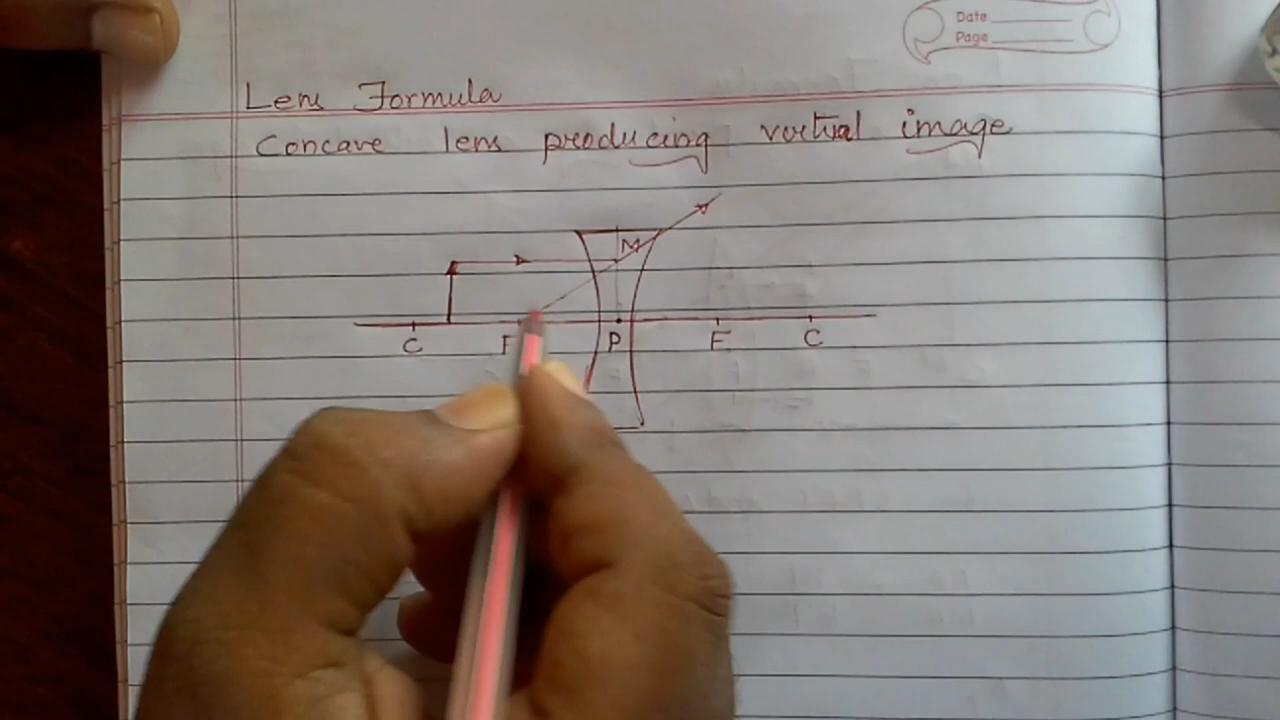 Date
Page
Lens Formula
Concave lens producing virtual image
M
C F P F C